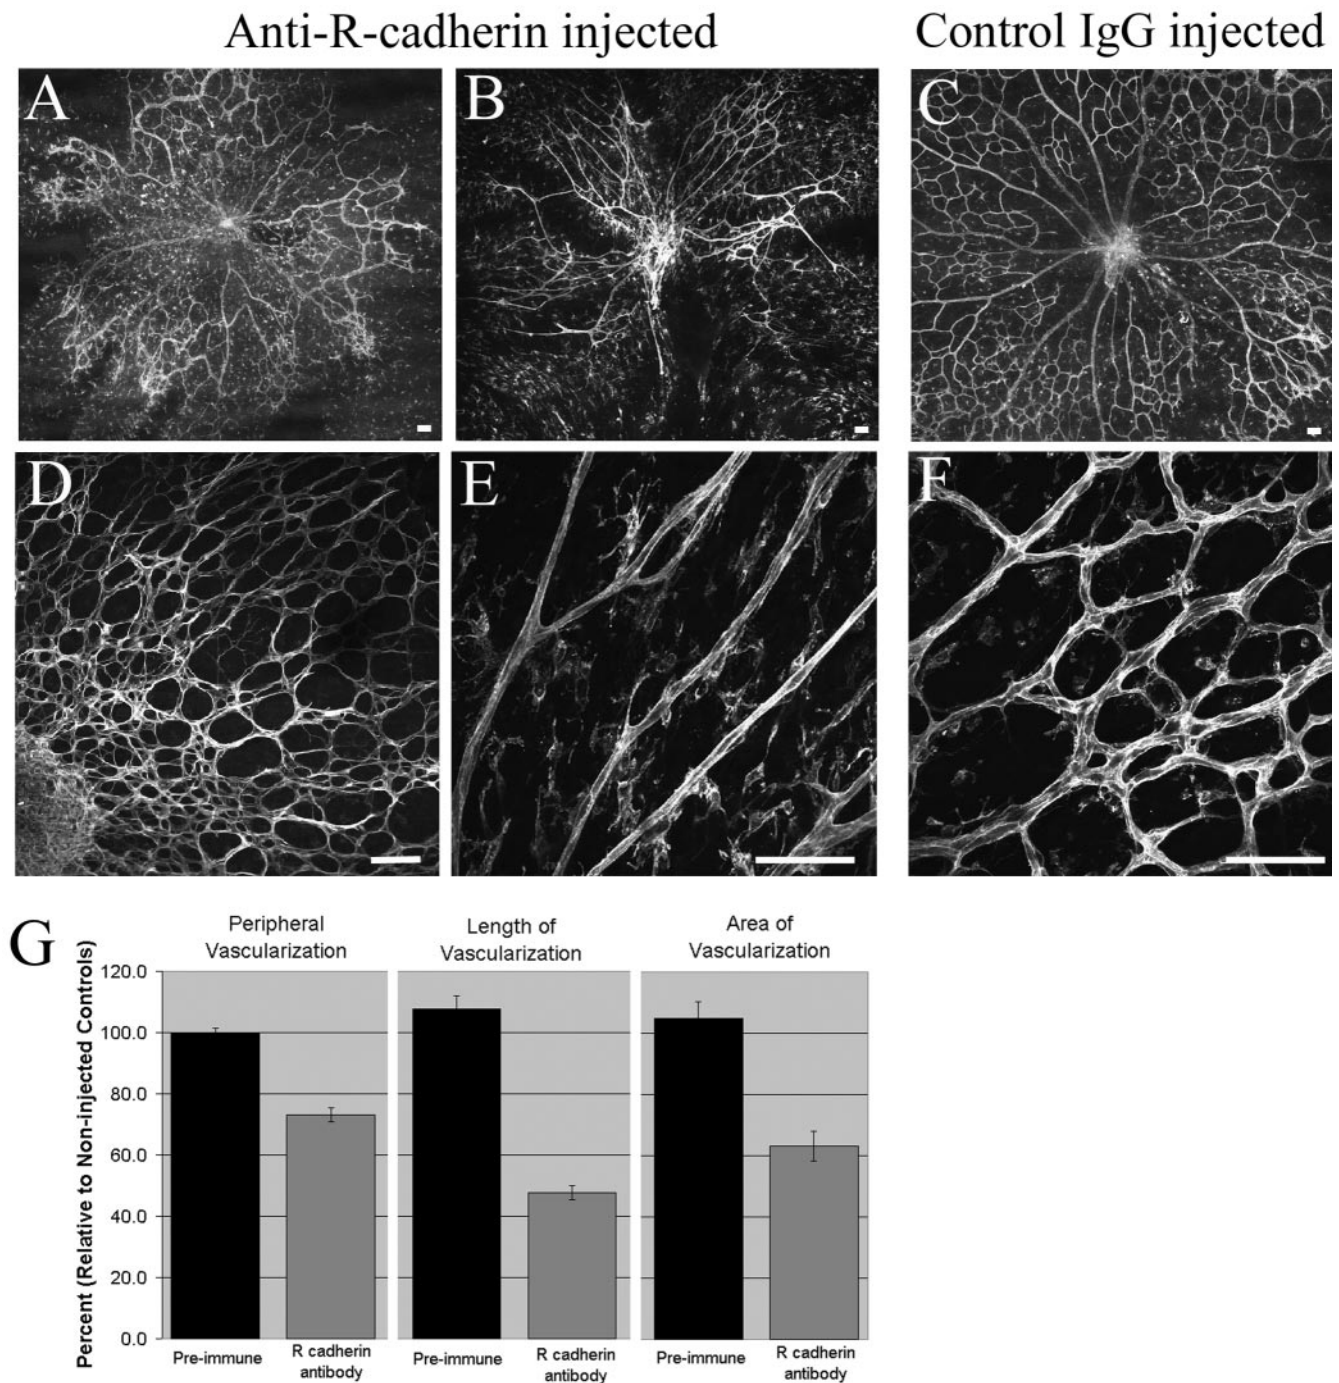 Anti-R-cadherin injected
Control IgG injected
A
B
C
D
E
F
G
Peripheral
Vascularization
Length of
Vascularization
Area of
Vascularization
Percent (Relative to Non-injected Controls)
120.0
100.0
80.0
60.0
40.0
20.0
0.0
Pre-immune
R cadherin
antibody
Pre-immune
R cadherin
antibody
Pre-immune
R cadherin
antibody